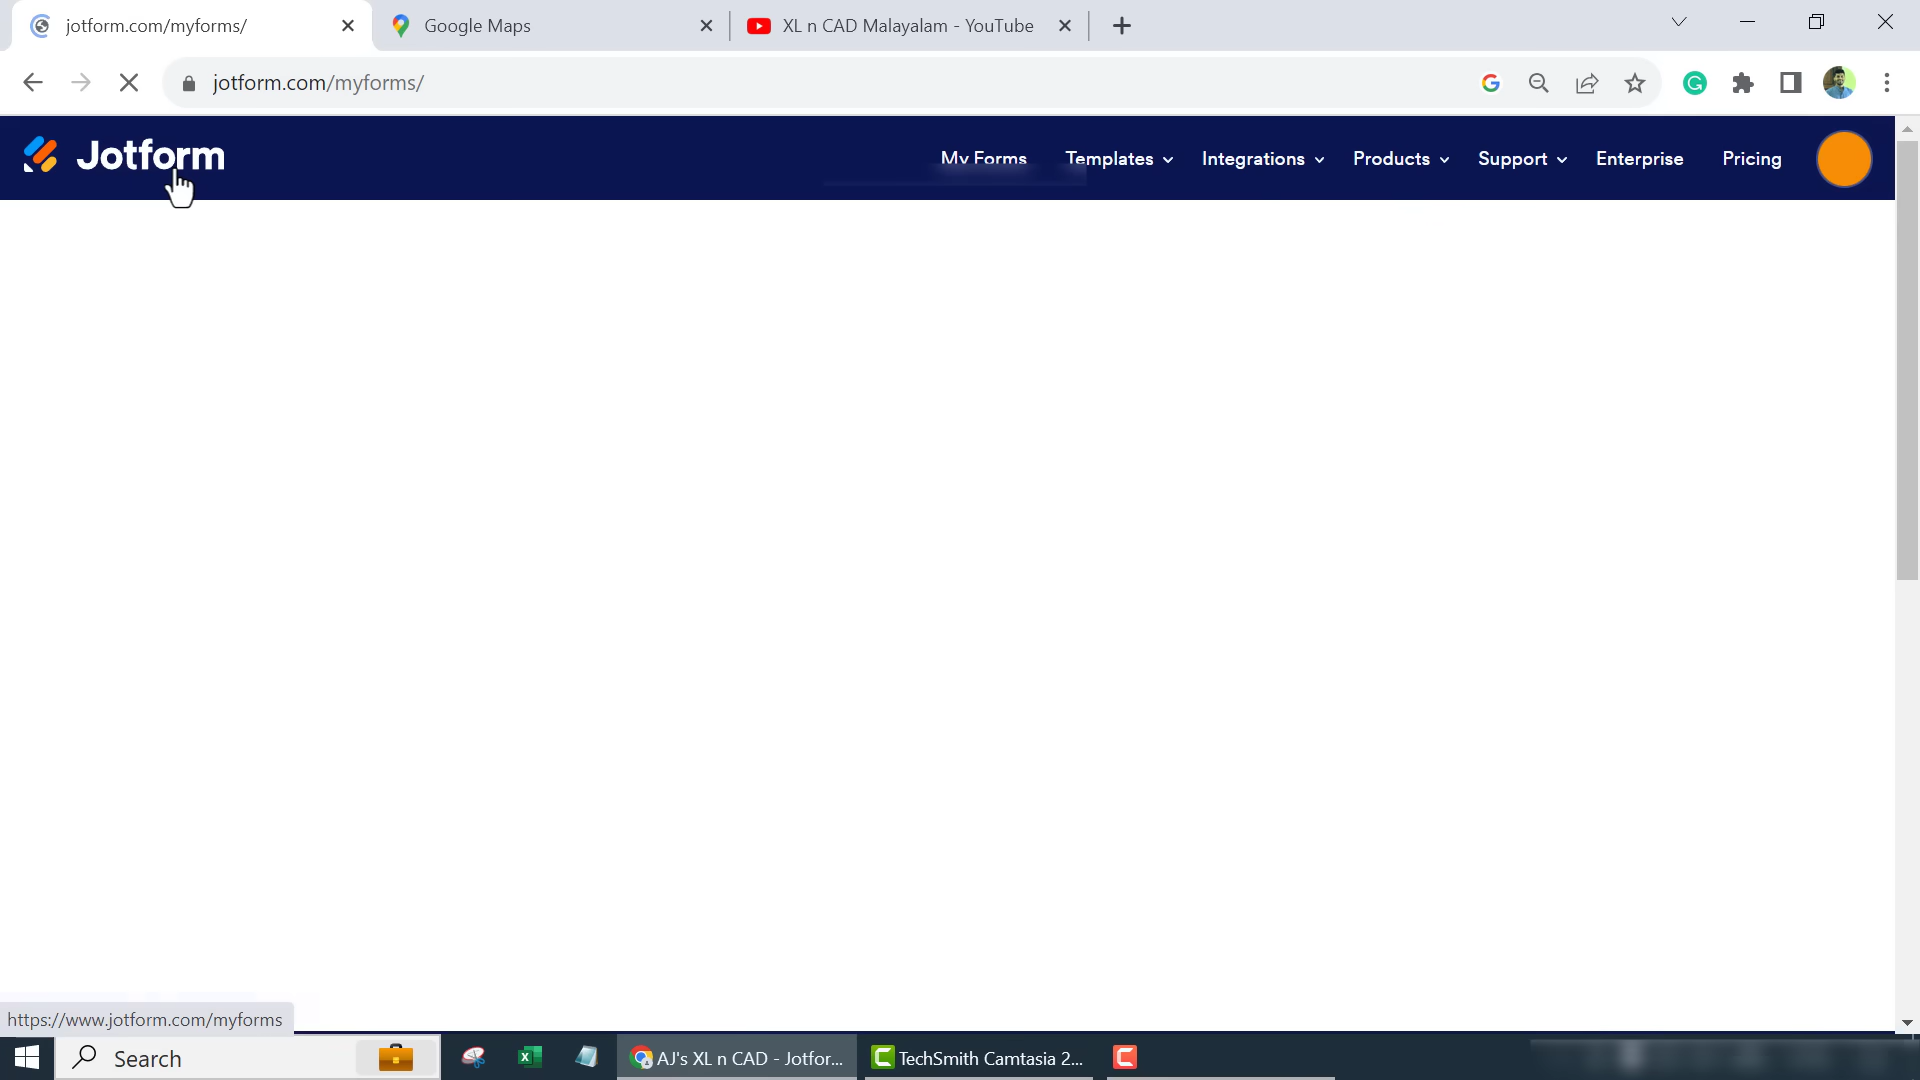 jotform.com/myforms/
Google Maps
XL n CAD Malayalam - YouTube
jotform.com/myforms/
Jotform
My Forms
Templates
Integrations
Products
Support
Enterprise
Pricing
https://www.jotform.com/myforms
Search
AJ's XL n CAD - Jotfor...
TechSmith Camtasia 2...